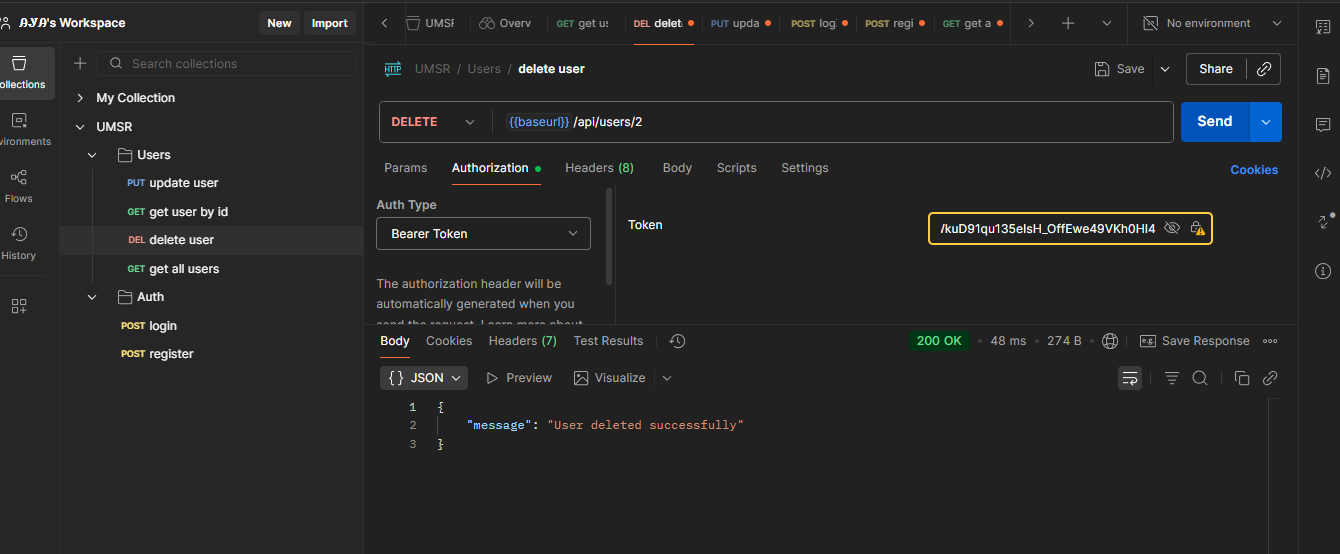 AYA's Workspace
New
Import
UMSR
Overv
GET get us
DEL delet
PUT upda
POST log
POST regi
GET get a
No environment
ollections
vironments
Flows
History
Search collections
My Collection
UMSR
Users
PUT update user
GET get user by id
DEL delete user
GET get all users
Auth
POST login
POST register
HTTP UMSR / Users / delete user
Save
Share
DELETE
{{baseurl}} /api/users/2
Send
Params
Authorization
Headers (8)
Body
Scripts
Settings
Cookies
Auth Type
Bearer Token
The authorization header will be
automatically generated when you
send the request. Learn more about
Token
Body
Cookies
Headers (7)
Test Results
200 OK • 48 ms • 274 B •
e.g. Save Response
{} JSON
Preview
Visualize
1 {
2 "message": "User deleted successfully"
3 }